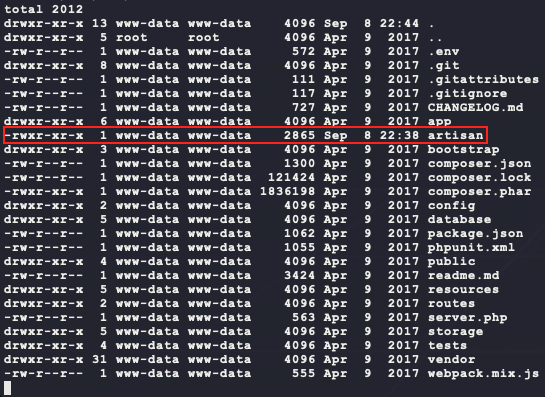 total 2012
drwxr-xr-x 13 www-data www-data    4096 Sep  8 22:44 .
drwxr-xr-x  5 root     root        4096 Apr  9  2017 ..
-rw-r--r--  1 www-data www-data     572 Apr  9  2017 .env
drwxr-xr-x  8 www-data www-data    4096 Apr  9  2017 .git
-rw-r--r--  1 www-data www-data     111 Apr  9  2017 .gitattributes
-rw-r--r--  1 www-data www-data     117 Apr  9  2017 .gitignore
-rw-r--r--  1 www-data www-data     727 Apr  9  2017 CHANGELOG.md
drwxr-xr-x  6 www-data www-data    4096 Apr  9  2017 app
-rwxr-xr-x  1 www-data www-data    2865 Sep  8 22:38 artisan
drwxr-xr-x  3 www-data www-data    4096 Apr  9  2017 bootstrap
-rw-r--r--  1 www-data www-data    1300 Apr  9  2017 composer.json
-rw-r--r--  1 www-data www-data  121424 Apr  9  2017 composer.lock
-rw-r--r--  1 www-data www-data 1836198 Apr  9  2017 composer.phar
drwxr-xr-x  2 www-data www-data    4096 Apr  9  2017 config
drwxr-xr-x  5 www-data www-data    4096 Apr  9  2017 database
-rw-r--r--  1 www-data www-data    1062 Apr  9  2017 package.json
-rw-r--r--  1 www-data www-data    1055 Apr  9  2017 phpunit.xml
drwxr-xr-x  4 www-data www-data    4096 Apr  9  2017 public
-rw-r--r--  1 www-data www-data    3424 Apr  9  2017 readme.md
drwxr-xr-x  5 www-data www-data    4096 Apr  9  2017 resources
drwxr-xr-x  2 www-data www-data    4096 Apr  9  2017 routes
-rw-r--r--  1 www-data www-data     563 Apr  9  2017 server.php
drwxr-xr-x  5 www-data www-data    4096 Apr  9  2017 storage
drwxr-xr-x  4 www-data www-data    4096 Apr  9  2017 tests
drwxr-xr-x 31 www-data www-data    4096 Apr  9  2017 vendor
-rw-r--r--  1 www-data www-data     555 Apr  9  2017 webpack.mix.js